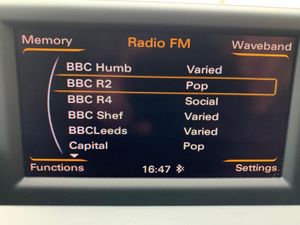 Memory Radio FM Waveband
BBC Humb Varied
BBC R2 Pop
BBC R4 Social
BBC Shef Varied
BBCLeeds Varied
Capital Pop
Functions 16:47 Settings